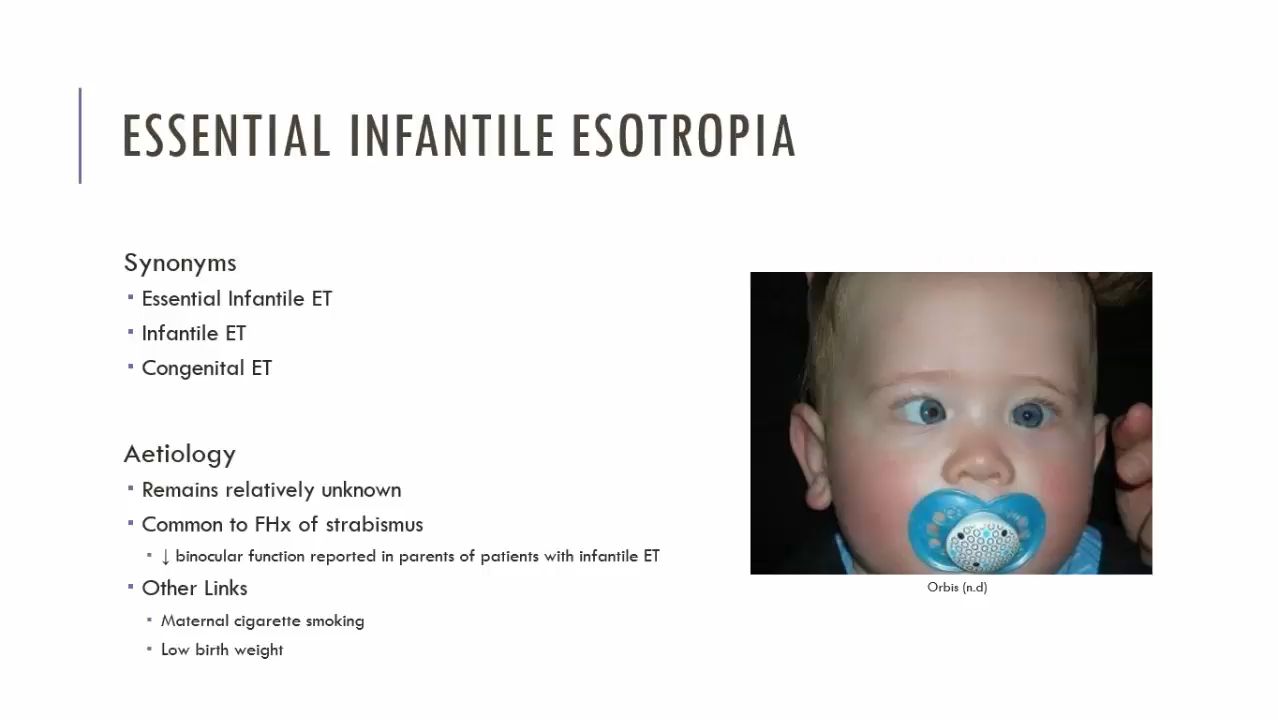 ESSENTIAL INFANTILE ESOTROPIA
Synonyms
Essential Infantile ET
Infantile ET
Congenital ET
Aetiology
Remains relatively unknown
Common to FHx of strabismus
↓ binocular function reported in parents of patients with infantile ET
Other Links
Maternal cigarette smoking
Low birth weight
Orbis (n.d)